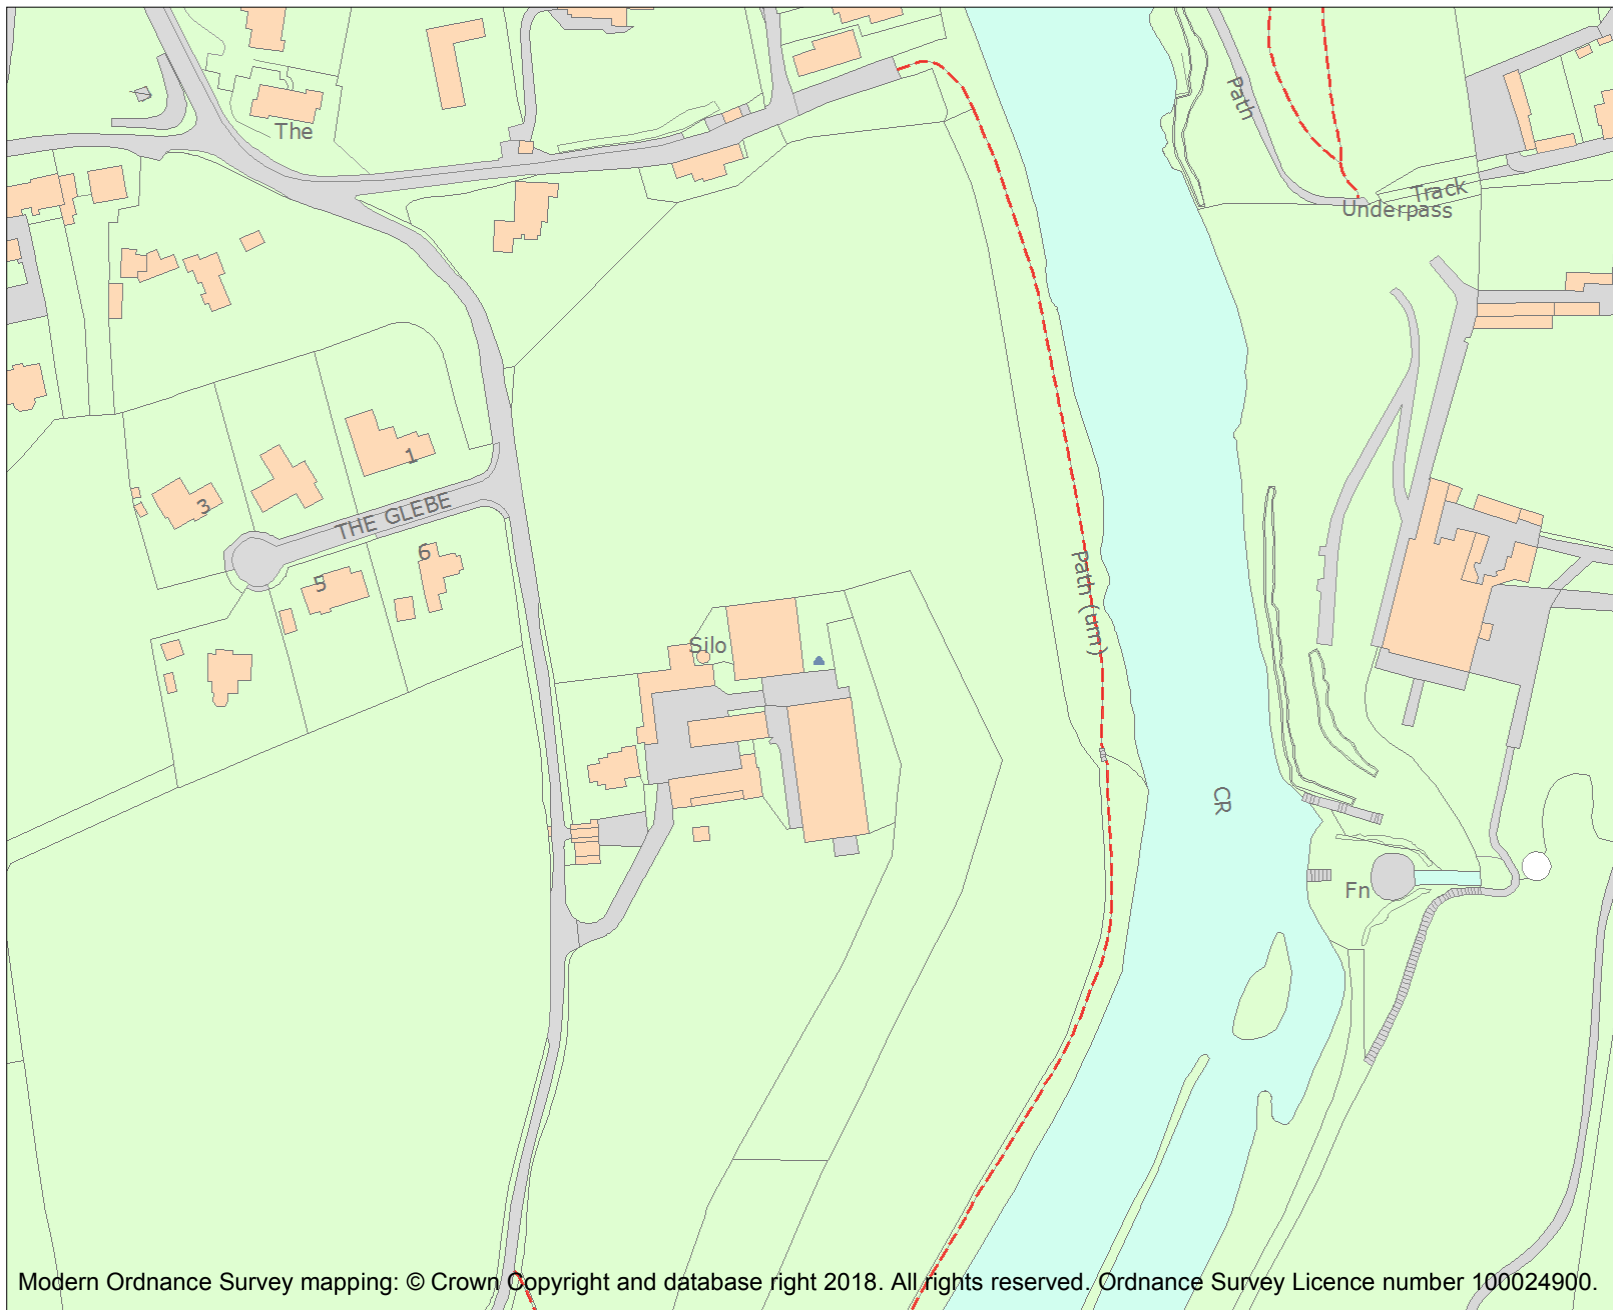 Path
The
Track
Underpass
1
3
THE GLEBE
6
5
Path (um)
Silo
CR
Fn
Modern Ordnance Survey mapping: © Crown Copyright and database right 2018. All rights reserved. Ordnance Survey Licence number 100024900.